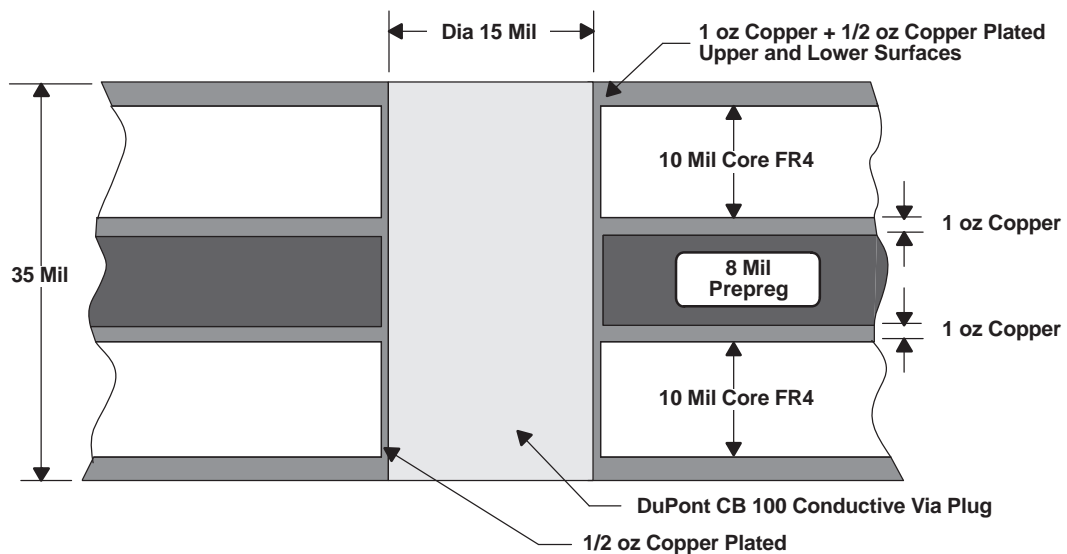 Dia 15 Mil
1 oz Copper + 1/2 oz Copper Plated
Upper and Lower Surfaces
10 Mil Core FR4
1 oz Copper
35 Mil
8 Mil
Prepreg
1 oz Copper
10 Mil Core FR4
DuPont CB 100 Conductive Via Plug
1/2 oz Copper Plated